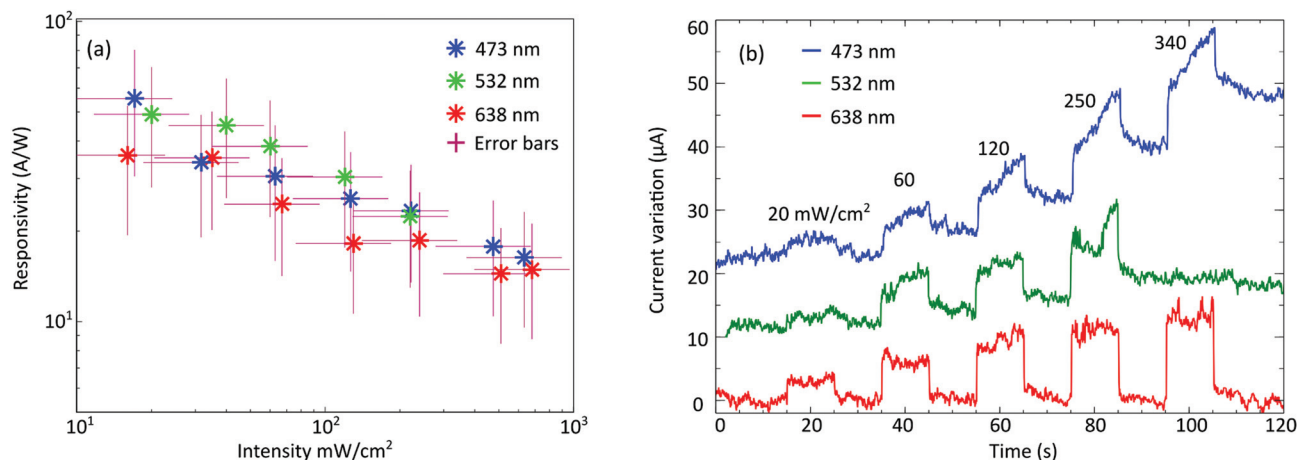 (a)
473 nm
532 nm
638 nm
Error bars
10²
10¹
Responsivity (A/W)
10¹
10²
10³
Intensity mW/cm²
(b)
473 nm
532 nm
638 nm
20 mW/cm²
60
120
250
340
60
50
40
30
20
10
0
Current variation (µA)
0
20
40
60
80
100
120
Time (s)